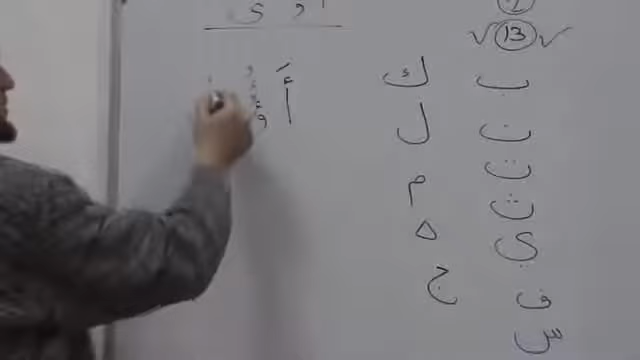 أ و ي
13
ب
ن
ت
ث
ي
ف
س
ك
ل
م
ه
ج
أَ